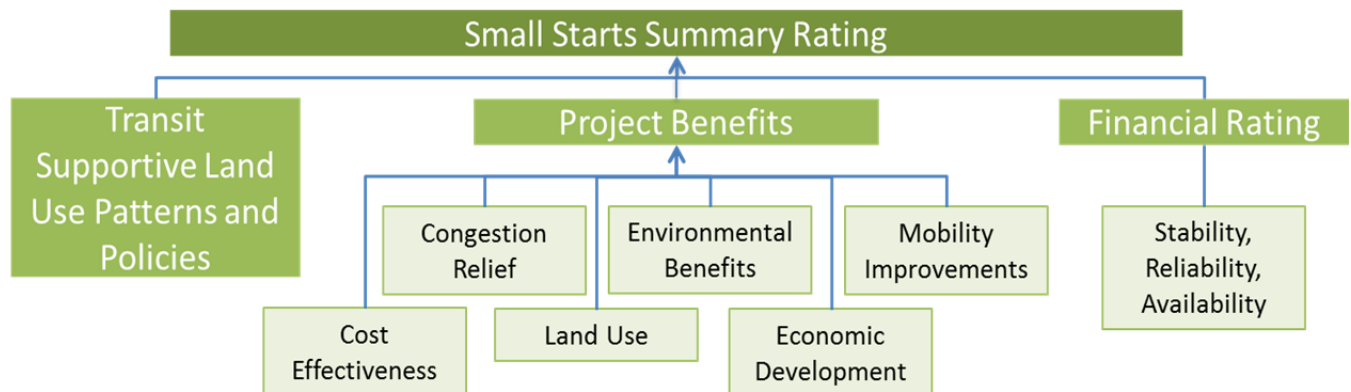 Small Starts Summary Rating
Transit
Supportive Land
Use Patterns and
Policies
Project Benefits
Financial Rating
Congestion
Relief
Environmental
Benefits
Mobility
Improvements
Stability,
Reliability,
Availability
Cost
Effectiveness
Land Use
Economic
Development